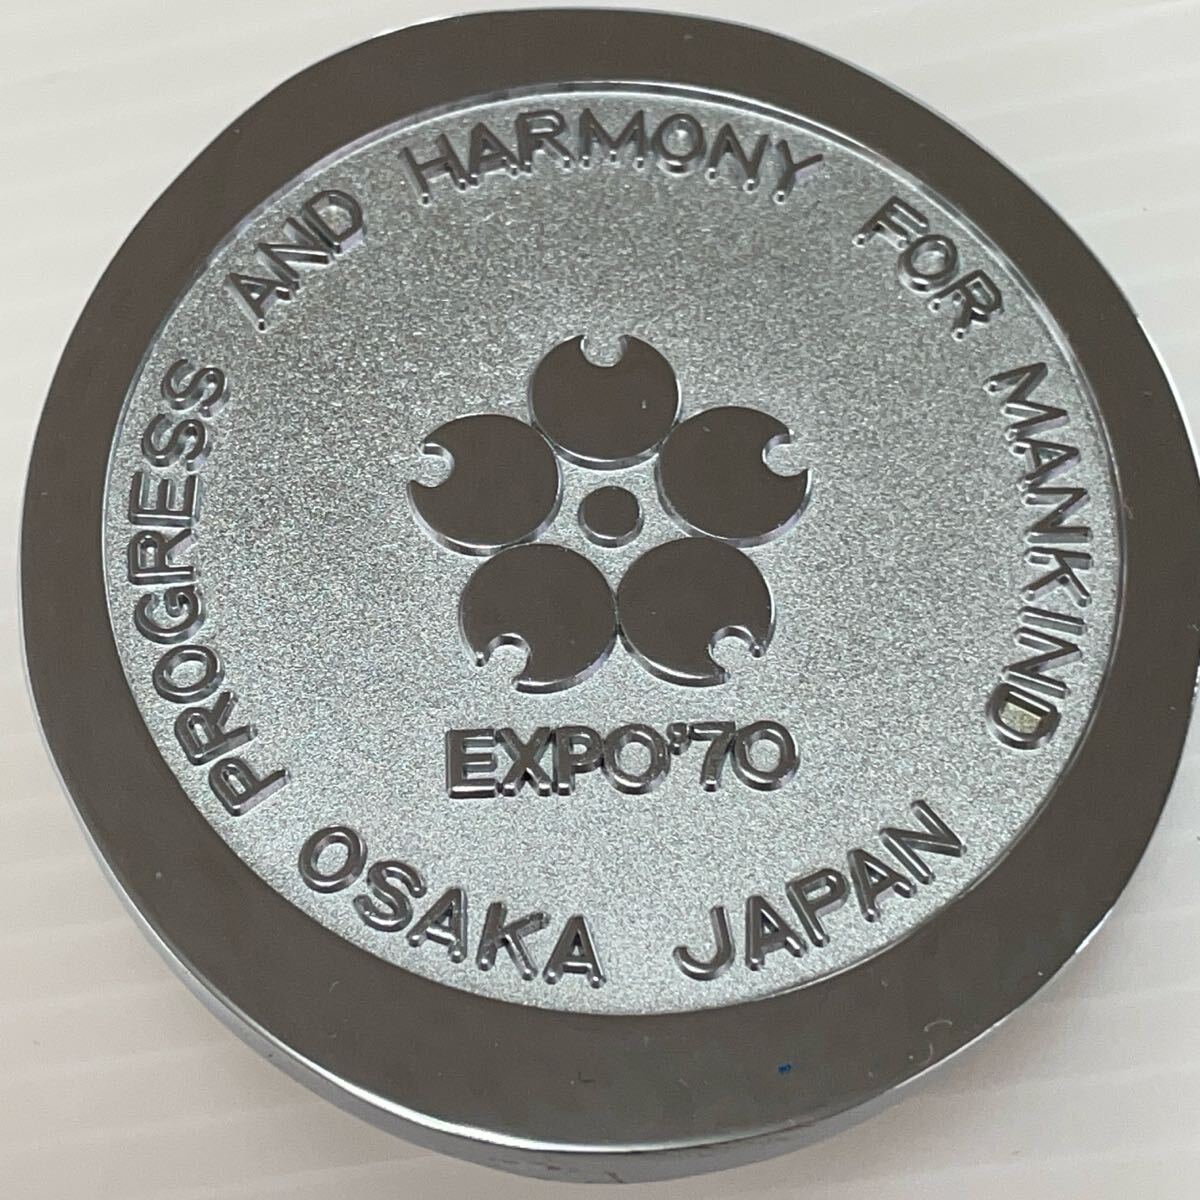 PROGRESS AND HARMONY FOR MANKIND
EXPO'70
OSAKA JAPAN